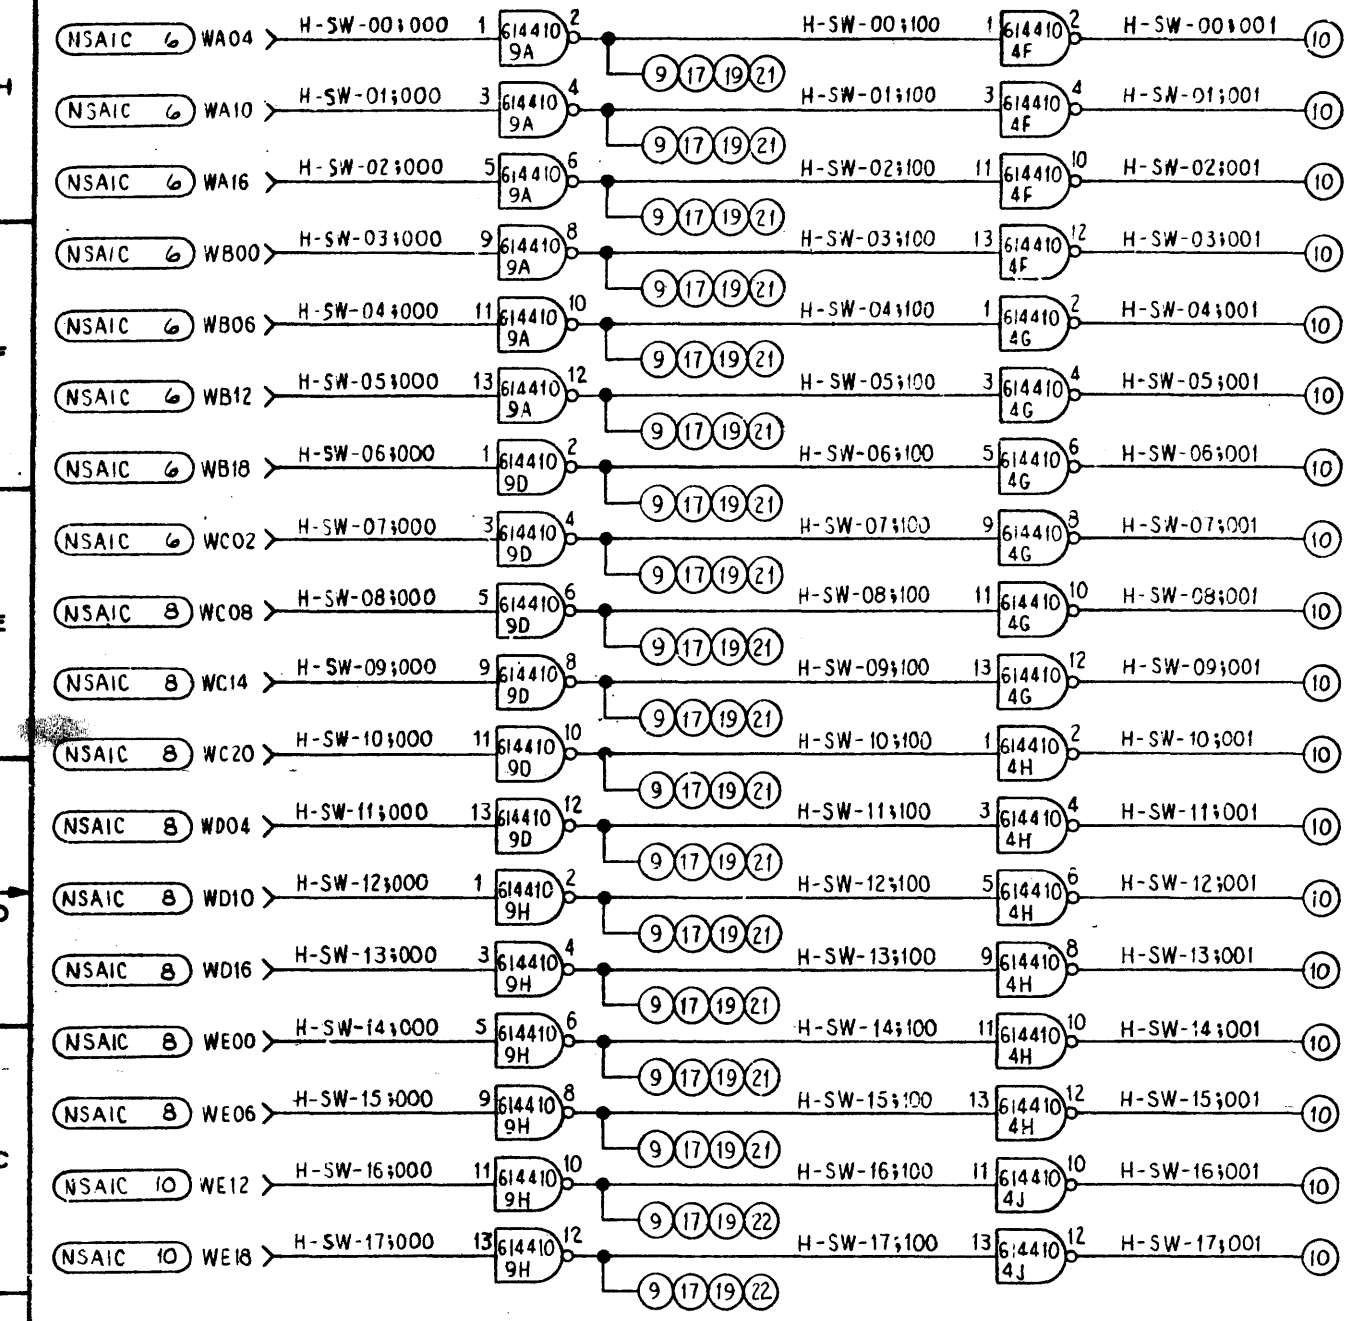 NSAIC 6 WA04 H-SW-00;000 1 614410 9A 2 H-SW-00;100 1 614410 4F 2 H-SW-00;001 10
9 17 19 21
NSAIC 6 WA10 H-SW-01;000 3 614410 9A 4 H-SW-01;100 3 614410 4F 4 H-SW-01;001 10
9 17 19 21
NSAIC 6 WA16 H-SW-02;000 5 614410 9A 6 H-SW-02;100 11 614410 4F 10 H-SW-02;001 10
9 17 19 21
NSAIC 6 WB00 H-SW-03;000 9 614410 9A 8 H-SW-03;100 13 614410 4F 12 H-SW-03;001 10
9 17 19 21
F
NSAIC 6 WB06 H-SW-04;000 11 614410 9A 10 H-SW-04;100 1 614410 4G 2 H-SW-04;001 10
9 17 19 21
NSAIC 6 WB12 H-SW-05;000 13 614410 9A 12 H-SW-05;100 3 614410 4G 4 H-SW-05;001 10
9 17 19 21
NSAIC 6 WB18 H-SW-06;000 1 614410 9D 2 H-SW-06;100 5 614410 4G 6 H-SW-06;001 10
9 17 19 21
NSAIC 6 WC02 H-SW-07;000 3 614410 9D 4 H-SW-07;100 9 614410 4G 8 H-SW-07;001 10
9 17 19 21
E
NSAIC 8 WC08 H-SW-08;000 5 614410 9D 6 H-SW-08;100 11 614410 4G 10 H-SW-08;001 10
9 17 19 21
NSAIC 8 WC14 H-SW-09;000 9 614410 9D 8 H-SW-09;100 13 614410 4G 12 H-SW-09;001 10
9 17 19 21
NSAIC 8 WC20 H-SW-10;000 11 614410 9D 10 H-SW-10;100 1 614410 4H 2 H-SW-10;001 10
9 17 19 21
NSAIC 8 WD04 H-SW-11;000 13 614410 9D 12 H-SW-11;100 3 614410 4H 4 H-SW-11;001 10
9 17 19 21
D
NSAIC 8 WD10 H-SW-12;000 1 614410 9H 2 H-SW-12;100 5 614410 4H 6 H-SW-12;001 10
9 17 19 21
NSAIC 8 WD16 H-SW-13;000 3 614410 9H 4 H-SW-13;100 9 614410 4H 8 H-SW-13;001 10
9 17 19 21
NSAIC 8 WE00 H-SW-14;000 5 614410 9H 6 H-SW-14;100 11 614410 4H 10 H-SW-14;001 10
9 17 19 21
NSAIC 8 WE06 H-SW-15;000 9 614410 9H 8 H-SW-15;100 13 614410 4H 12 H-SW-15;001 10
9 17 19 21
C
NSAIC 10 WE12 H-SW-16;000 11 614410 9H 10 H-SW-16;100 11 614410 4J 10 H-SW-16;001 10
9 17 19 22
NSAIC 10 WE18 H-SW-17;000 13 614410 9H 12 H-SW-17;100 13 614410 4J 12 H-SW-17;001 10
9 17 19 22